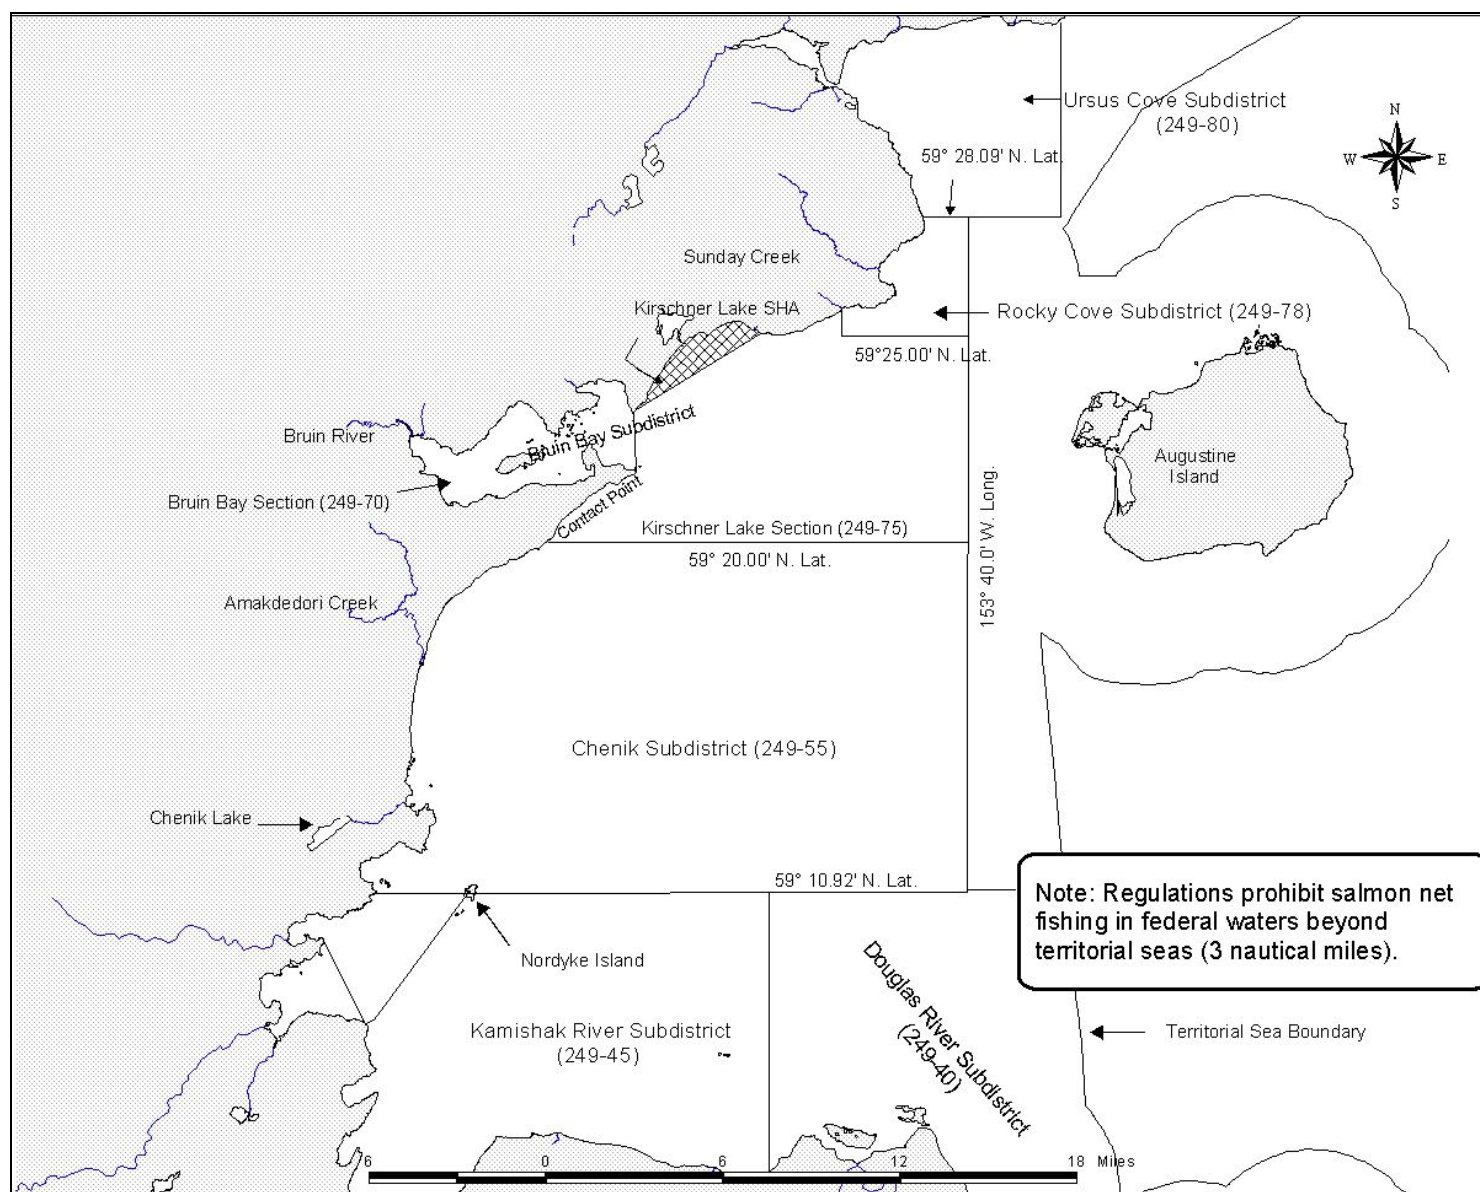 Ursus Cove Subdistrict
(249-80)
N
W
E
S
59° 28.09' N. Lat.
Sunday Creek
Kirschner Lake SHA
Rocky Cove Subdistrict (249-78)
59°25.00' N. Lat.
Bruin Bay Subdistrict
Bruin River
Augustine
Island
Bruin Bay Section (249-70)
Contact Point
Kirschner Lake Section (249-75)
59° 20.00' N. Lat.
153° 40.0' W. Long.
Amakdedori Creek
Chenik Subdistrict (249-55)
Chenik Lake
59° 10.92' N. Lat.
Note: Regulations prohibit salmon net
fishing in federal waters beyond
territorial seas (3 nautical miles).
Nordyke Island
Douglas River Subdistrict
(249-40)
Kamishak River Subdistrict
(249-45)
Territorial Sea Boundary
6 0 6 12 18 Miles